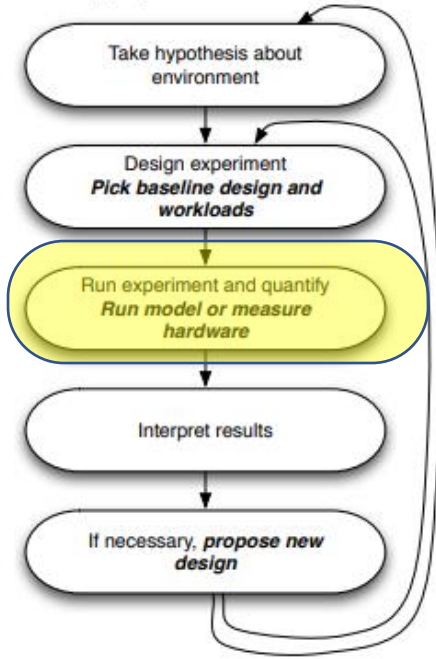 Take hypothesis about
environment
Design experiment
Pick baseline design and
workloads
Run experiment and quantify
Run model or measure
hardware
Interpret results
If necessary, propose new
design